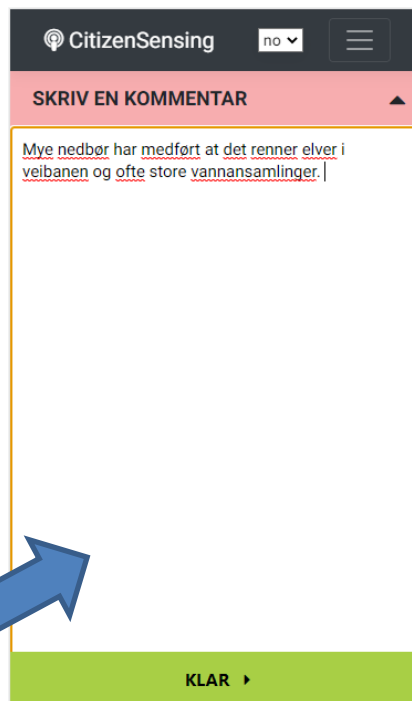 CitizenSensing no
SKRIV EN KOMMENTAR
Mye nedbør har medført at det renner elver i
veibanen og ofte store vannansamlinger.
KLAR